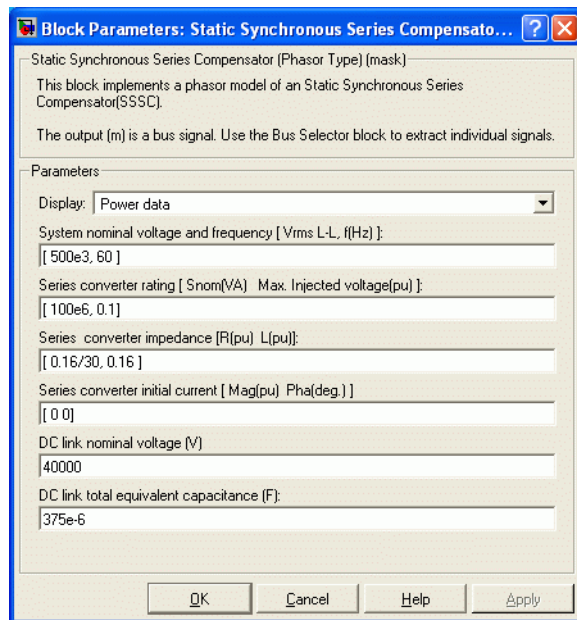 Block Parameters: Static Synchronous Series Compensato...
Static Synchronous Series Compensator (Phasor Type) (mask)
This block implements a phasor model of an Static Synchronous Series
Compensator(SSSC).
The output (m) is a bus signal. Use the Bus Selector block to extract individual signals.
Parameters
Display: Power data
System nominal voltage and frequency [ Vrms L-L, f(Hz) ]:
[ 500e3, 60 ]
Series converter rating [ Snom(VA) Max. Injected voltage(pu) ]:
[ 100e6, 0.1]
Series converter impedance [R(pu) L(pu)]:
[ 0.16/30, 0.16 ]
Series converter initial current [ Mag(pu) Pha(deg.) ]
[ 0 0]
DC link nominal voltage (V)
40000
DC link total equivalent capacitance (F):
375e-6
OK Cancel Help Apply